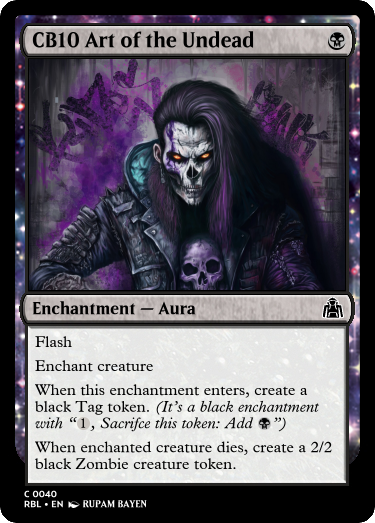 CB10 Art of the Undead
Enchantment — Aura
Flash
Enchant creature
When this enchantment enters, create a
black Tag token. (It's a black enchantment
with "1, Sacrifce this token: Add ")
When enchanted creature dies, create a 2/2
black Zombie creature token.
C 0040
RBL • EN RUPAM BAYEN